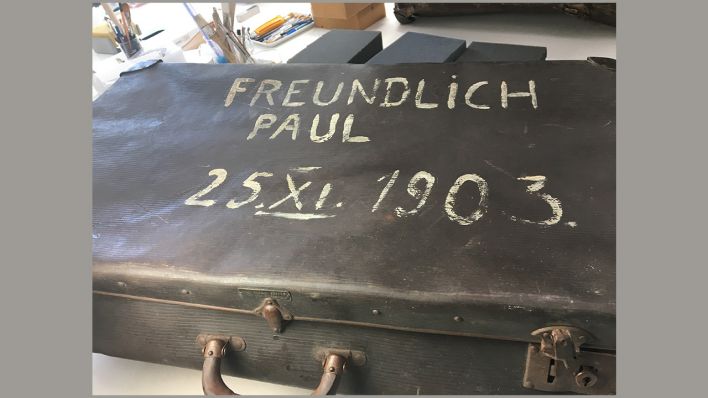 FREUNDLiCH
PAUL
25.XI. 1903.